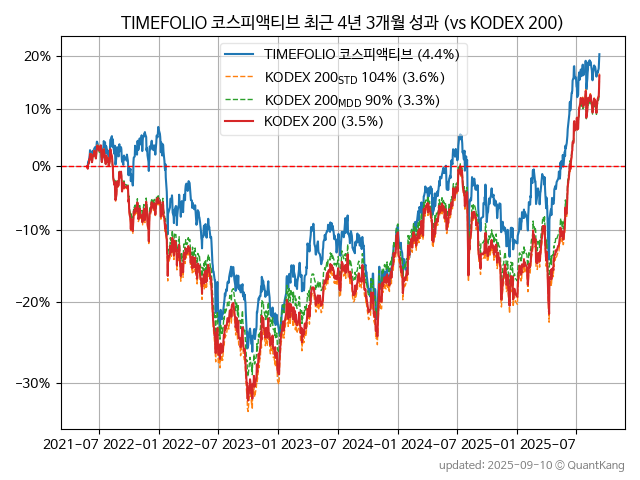 TIMEFOLIO 코스피액티브 최근 4년 3개월 성과 (vs KODEX 200)
TIMEFOLIO 코스피액티브 (4.4%)
KODEX 200STD 104% (3.6%)
KODEX 200MDD 90% (3.3%)
KODEX 200 (3.5%)
20%
10%
0%
-10%
-20%
-30%
2021-07 2022-01 2022-07 2023-01 2023-07 2024-01 2024-07 2025-01 2025-07
updated: 2025-09-10 ⓒ QuantKang